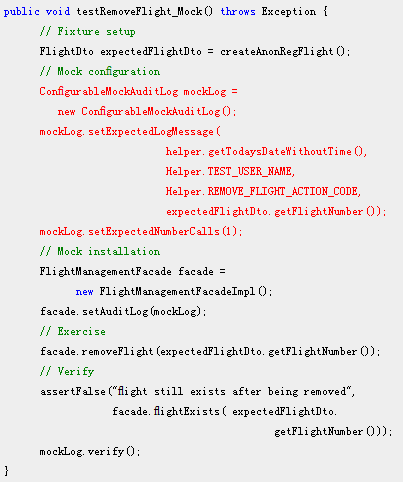 public void testRemoveFlight_Mock() throws Exception {
// Fixture setup
FlightDto expectedFlightDto = createAnonRegFlight();
// Mock configuration
ConfigurableMockAuditLog mockLog =
new ConfigurableMockAuditLog();
mockLog.setExpectedLogMessage(
helper.getTodaysDateWithoutTime(),
Helper.TEST_USER_NAME,
Helper.REMOVE_FLIGHT_ACTION_CODE,
expectedFlightDto.getFlightNumber());
mockLog.setExpectedNumberCalls(1);
// Mock installation
FlightManagementFacade facade =
new FlightManagementFacadeImpl();
facade.setAuditLog(mockLog);
// Exercise
facade.removeFlight(expectedFlightDto.getFlightNumber());
// Verify
assertFalse("flight still exists after being removed",
facade.flightExists( expectedFlightDto.
getFlightNumber()));
mockLog.verify();
}